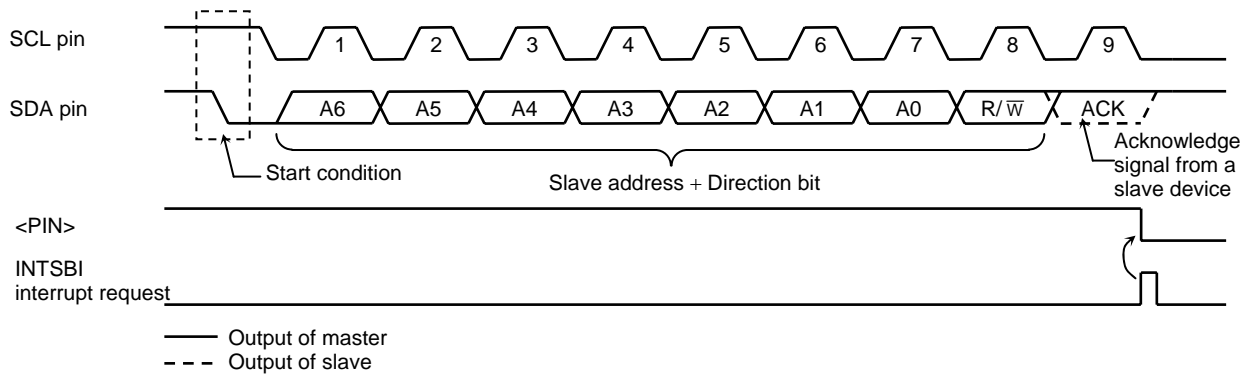 SCL pin
1 2 3 4 5 6 7 8 9
SDA pin
A6 A5 A4 A3 A2 A1 A0 R/W̅ ACK
Start condition
Slave address + Direction bit
Acknowledge
signal from a
slave device
<PIN>
INTSBI
interrupt request
Output of master
Output of slave